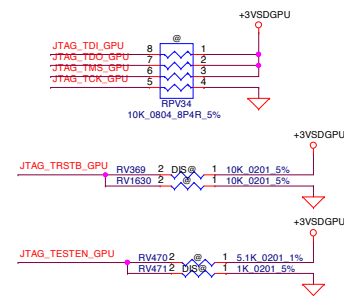 +3VSDGPU
@
JTAG_TDI_GPU 8 1
JTAG_TDO_GPU 7 2
JTAG_TMS_GPU 6 3
JTAG_TCK_GPU 5 4
RPV34
10K_0804_8P4R_5%
+3VSDGPU
JTAG_TRSTB_GPU
RV369 2 DIS@ 1 10K_0201_5%
RV1630 2 @ 1 10K_0201_5%
+3VSDGPU
JTAG_TESTEN_GPU
RV470 2 @ 1 5.1K_0201_1%
RV471 2 DIS@ 1 1K_0201_5%